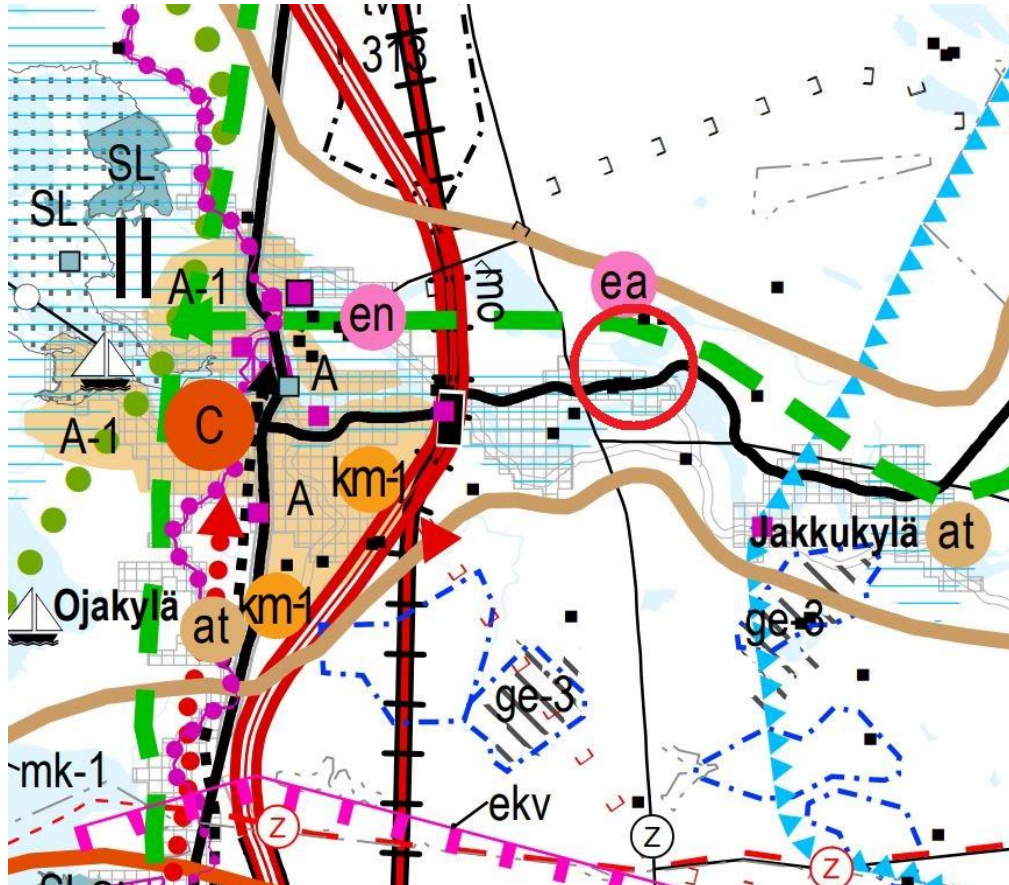 313
SL
SL
A-1
en
mo
ea
A
A-1
C
km-1
A
Jakkukylä
at
Ojakylä
at
km-1
ge-3
ge-3
mk-1
ekv
Z
Z
Z